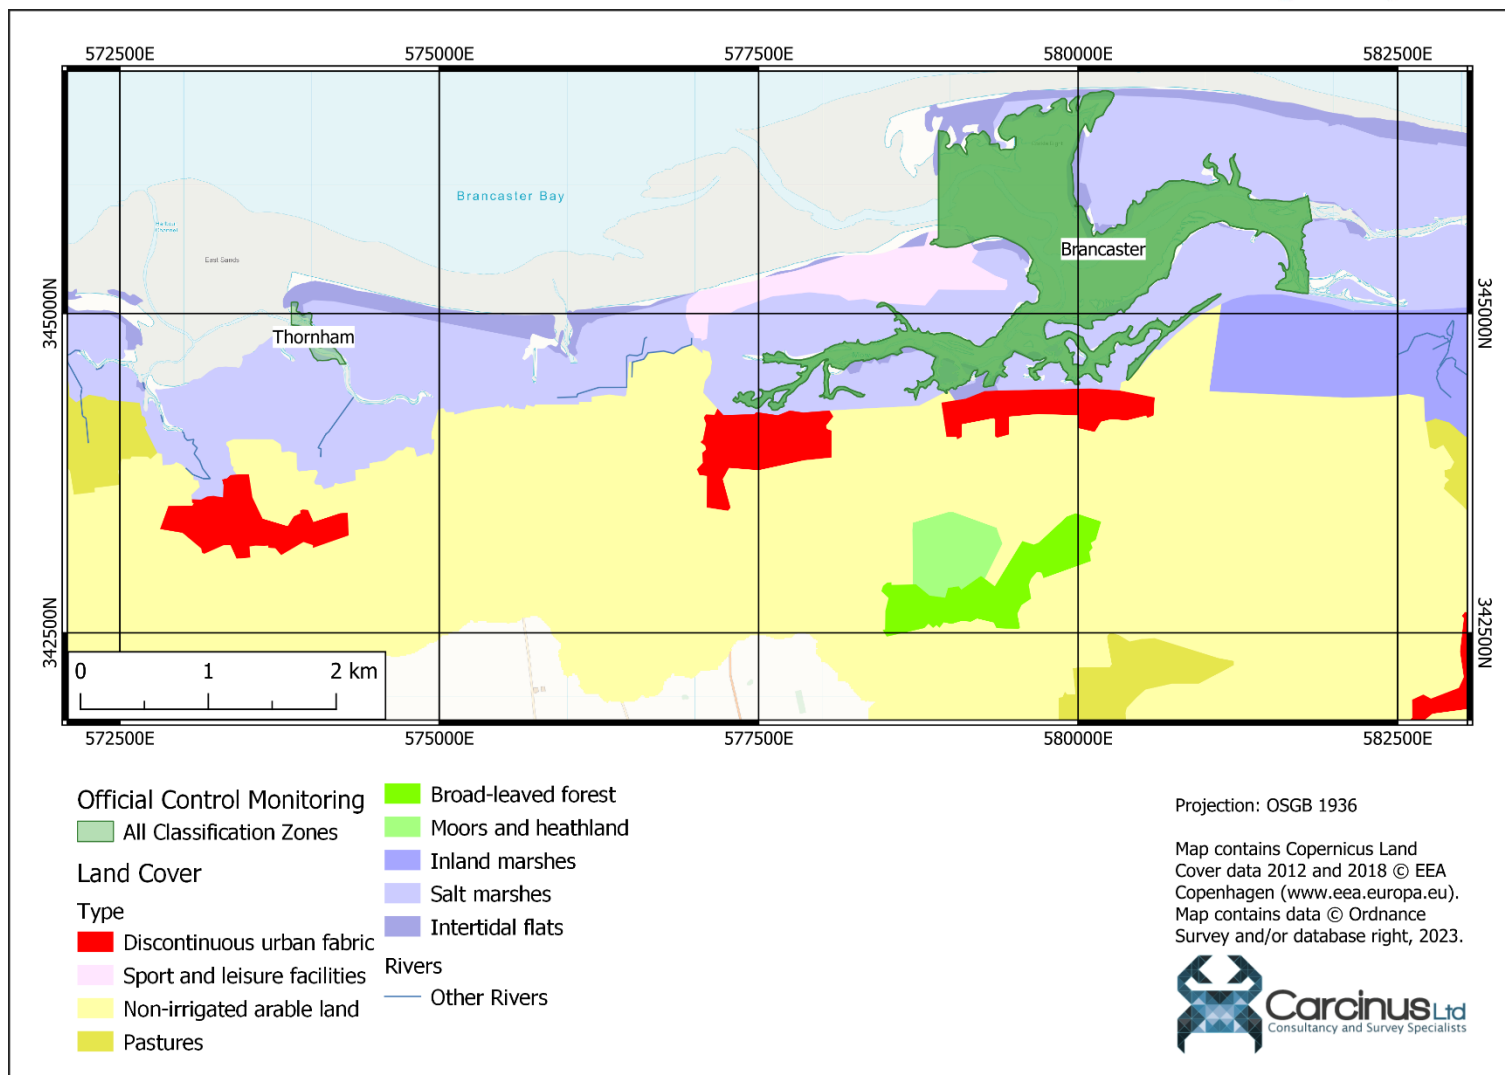 572500E 575000E 577500E 580000E 582500E
Brancaster Bay
Harbour
Channel
East Sands
Brancaster
345000N 345000N
Thornham
342500N 342500N
0 1 2 km
572500E 575000E 577500E 580000E 582500E
Official Control Monitoring
All Classification Zones
Land Cover
Type
Discontinuous urban fabric
Sport and leisure facilities
Non-irrigated arable land
Pastures
Broad-leaved forest
Moors and heathland
Inland marshes
Salt marshes
Intertidal flats
Rivers
Other Rivers
Projection: OSGB 1936
Map contains Copernicus Land
Cover data 2012 and 2018 © EEA
Copenhagen (www.eea.europa.eu).
Map contains data © Ordnance
Survey and/or database right, 2023.
Carcinus Ltd
Consultancy and Survey Specialists